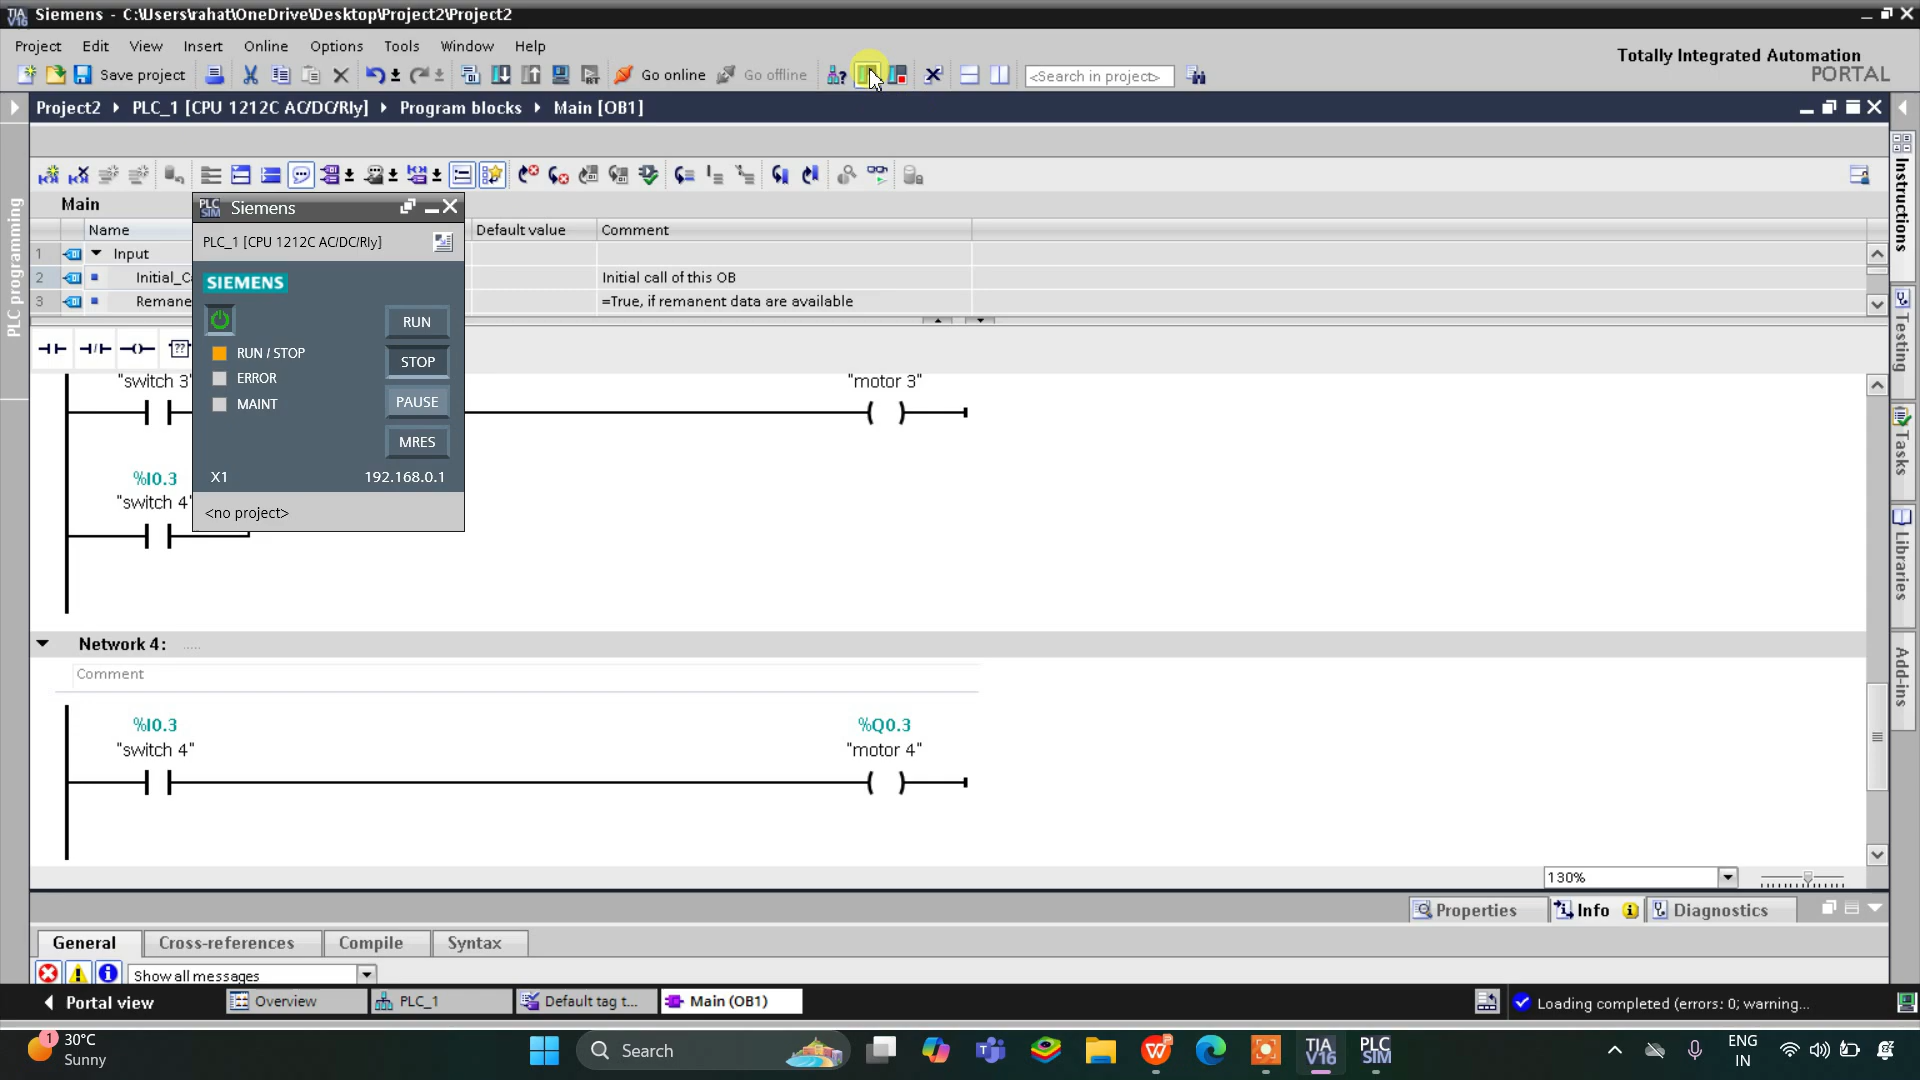 Siemens - C:\Users\rahat\OneDrive\Desktop\Project2\Project2
Project Edit View Insert Online Options Tools Window Help
Totally Integrated Automation
PORTAL
Save project Go online Go offline <Search in project>
Project2 PLC_1 [CPU 1212C AC/DC/Rly] Program blocks Main [OB1]
Main
Name Default value Comment
1 Input
2 Initial_C Initial call of this OB
3 Remane =True, if remanent data are available
PLC SIM Siemens
PLC_1 [CPU 1212C AC/DC/Rly]
SIEMENS
RUN
RUN / STOP
STOP
ERROR
PAUSE
MAINT
MRES
X1 192.168.0.1
<no project>
??
"switch 3" "motor 3"
%I0.3
"switch 4"
Network 4: .....
Comment
%I0.3 %Q0.3
"switch 4" "motor 4"
130%
Properties Info Diagnostics
General Cross-references Compile Syntax
Show all messages
Portal view Overview PLC_1 Default tag t... Main (OB1) Loading completed (errors: 0; warning...
PLC programming
Instructions
Testing
Tasks
Libraries
Add-ins
1 30°C
Sunny
Search
TIA V16
PLC SIM
ENG
IN